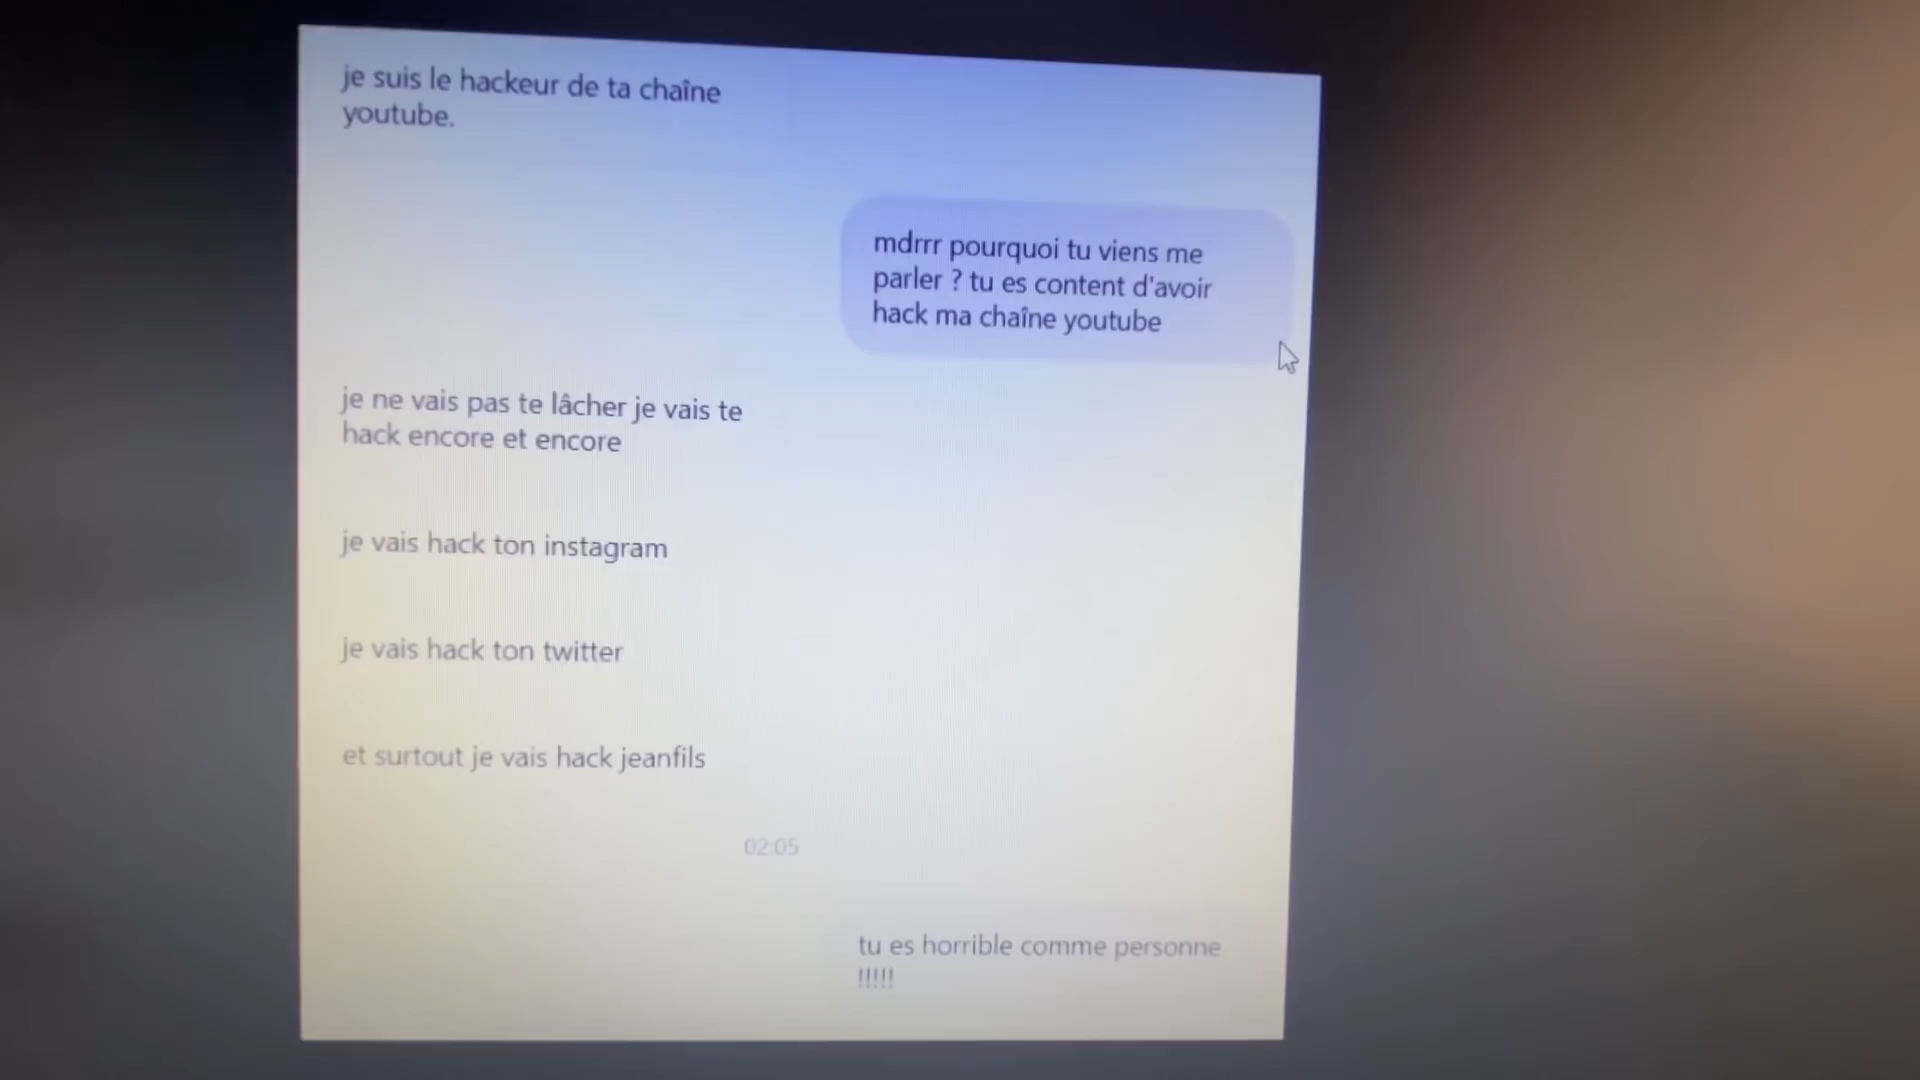 je suis le hackeur de ta chaîne
youtube.
mdrrr pourquoi tu viens me
parler ? tu es content d'avoir
hack ma chaîne youtube
je ne vais pas te lâcher je vais te
hack encore et encore
je vais hack ton instagram
je vais hack ton twitter
et surtout je vais hack jeanfils
02:05
tu es horrible comme personne
!!!!!